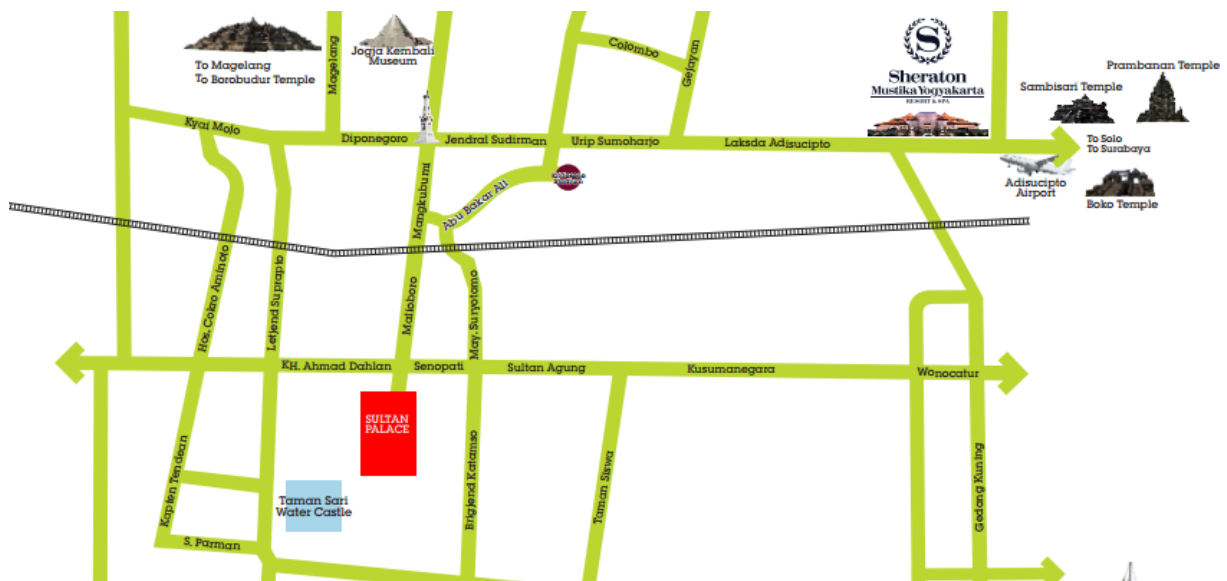 To Magelang
To Borobudur Temple
Magelang
Jogja Kembali
Museum
Colombo
Gejayan
S
Sheraton
Mustika Yogyakarta
RESORT & SPA
Prambanan Temple
Sambisari Temple
Kyai Mojo
Diponegoro
Jendral Sudirman
Urip Sumoharjo
Laksda Adisucipto
To Solo
To Surabaya
Adisucipto
Airport
Boko Temple
Mangkubumi
Abu Bakar Ali
Hos. Cokro Aminoto
Letjend Suprapto
Malioboro
May. Suryotomo
KH. Ahmad Dahlan
Senopati
Sultan Agung
Kusumanegara
Wonocatur
SULTAN
PALACE
Kapten Tendean
Brigjend Katamso
Taman Siswa
Gedang Kuning
Taman Sari
Water Castle
S. Parman